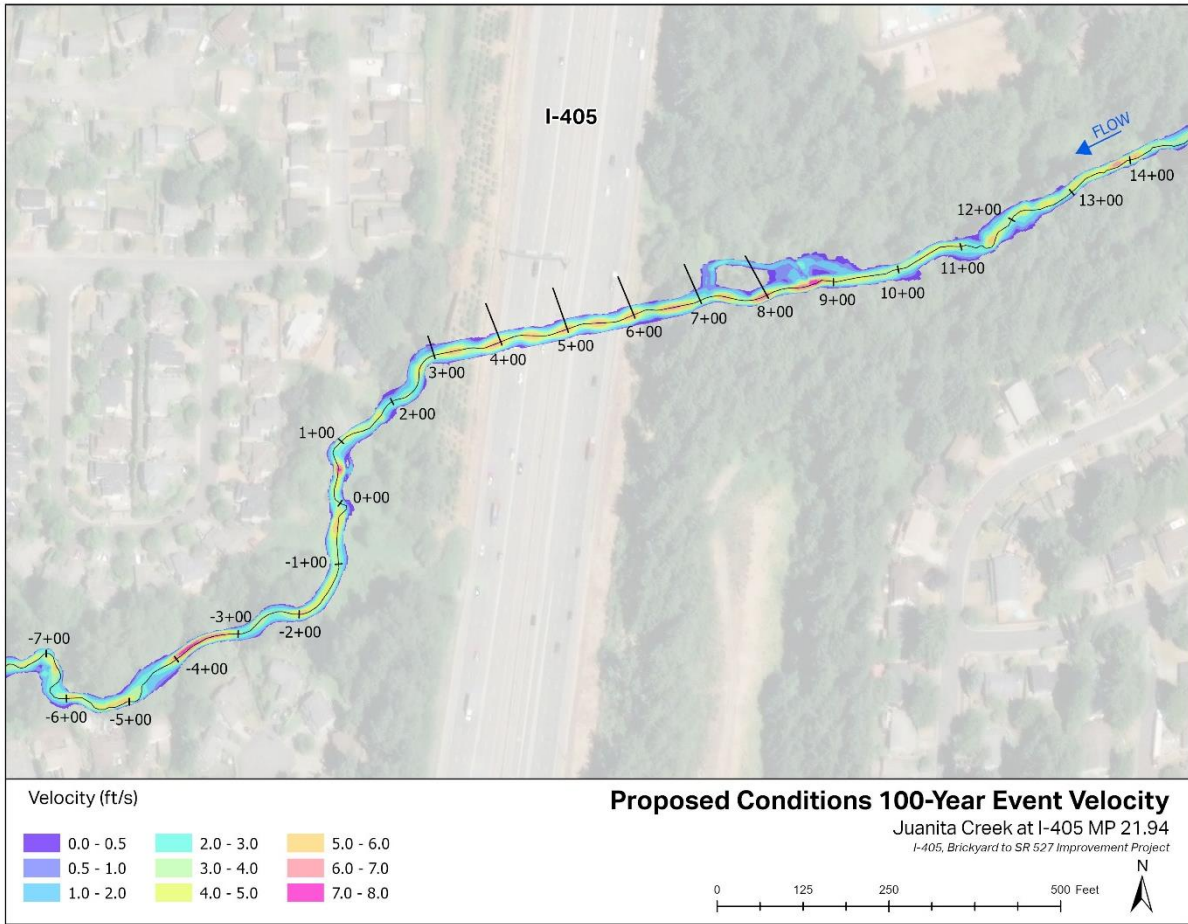 I-405
FLOW
14+00
13+00
12+00
11+00
10+00
9+00
8+00
7+00
6+00
5+00
4+00
3+00
2+00
1+00
0+00
-1+00
-2+00
-3+00
-4+00
-5+00
-6+00
-7+00
Velocity (ft/s)
0.0 - 0.5
0.5 - 1.0
1.0 - 2.0
2.0 - 3.0
3.0 - 4.0
4.0 - 5.0
5.0 - 6.0
6.0 - 7.0
7.0 - 8.0
Proposed Conditions 100-Year Event Velocity
Juanita Creek at I-405 MP 21.94
I-405, Brickyard to SR 527 Improvement Project
N
0 125 250 500 Feet